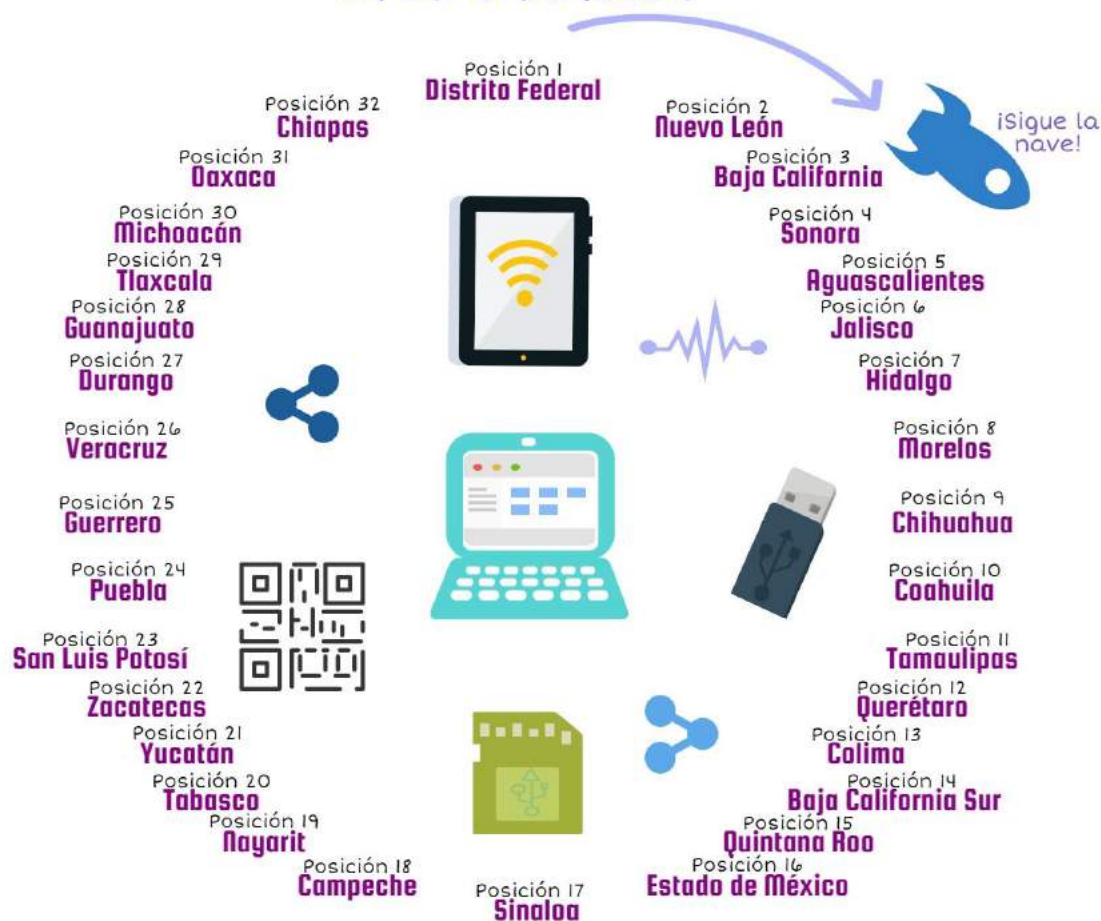 Posición 1
Distrito Federal
Posición 2
Nuevo León
¡Sigue la
nave!
Posición 3
Baja California
Posición 4
Sonora
Posición 5
Aguascalientes
Posición 6
Jalisco
Posición 7
Hidalgo
Posición 8
Morelos
Posición 9
Chihuahua
Posición 10
Coahuila
Posición 11
Tamaulipas
Posición 12
Querétaro
Posición 13
Colima
Posición 14
Baja California Sur
Posición 15
Quintana Roo
Posición 16
Estado de México
Posición 17
Sinaloa
Posición 18
Campeche
Posición 19
Nayarit
Posición 20
Tabasco
Posición 21
Yucatán
Posición 22
Zacatecas
Posición 23
San Luis Potosí
Posición 24
Puebla
Posición 25
Guerrero
Posición 26
Veracruz
Posición 27
Durango
Posición 28
Guanajuato
Posición 29
Tlaxcala
Posición 30
Michoacán
Posición 31
Oaxaca
Posición 32
Chiapas